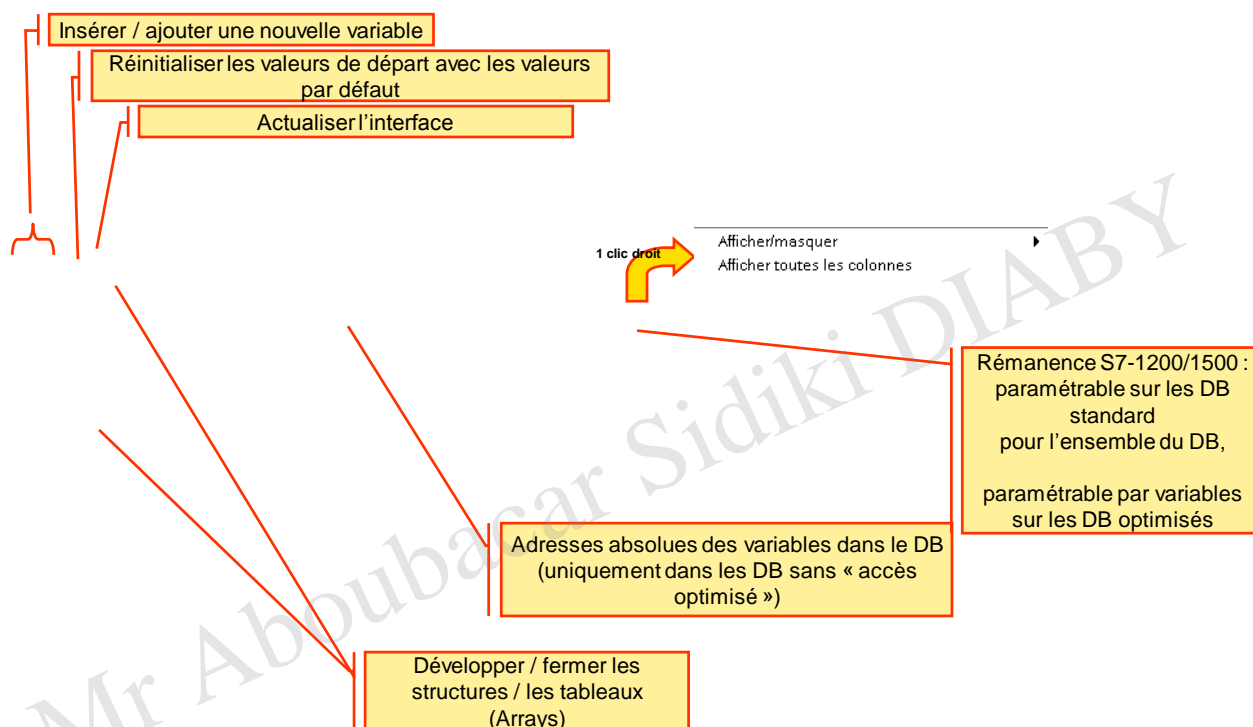 Insérer / ajouter une nouvelle variable
Réinitialiser les valeurs de départ avec les valeurs
par défaut
Actualiser l’interface
1 clic droit
Afficher/masquer
Afficher toutes les colonnes
Rémanence S7-1200/1500 :
paramétrable sur les DB
standard
pour l’ensemble du DB,
paramétrable par variables
sur les DB optimisés
Adresses absolues des variables dans le DB
(uniquement dans les DB sans « accès
optimisé »)
Développer / fermer les
structures / les tableaux
(Arrays)
Mr Aboubacar Sidiki DIABY